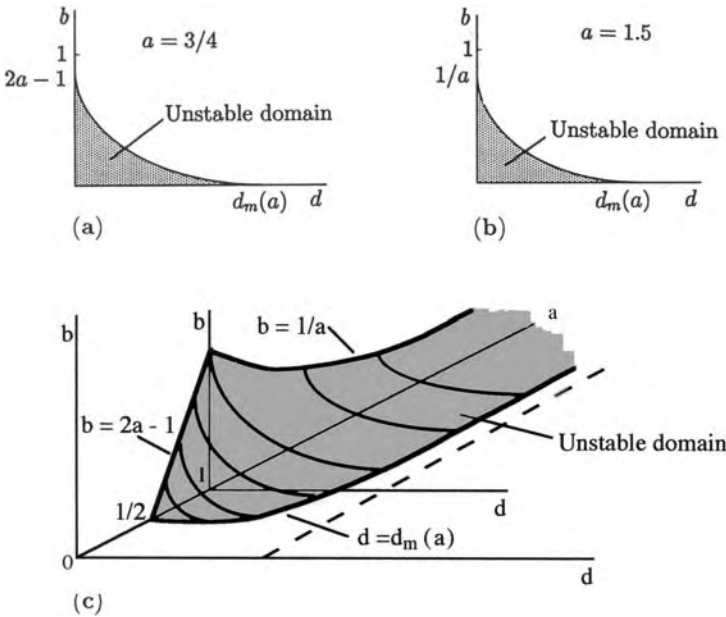 b
1
a = 3/4
2a − 1
Unstable domain
d_m(a)
d
(a)
b
1
a = 1.5
1/a
Unstable domain
d_m(a)
d
(b)
b
b
b = 1/a
a
b = 2a - 1
Unstable domain
1
1/2
d
d = d_m (a)
0
d
(c)